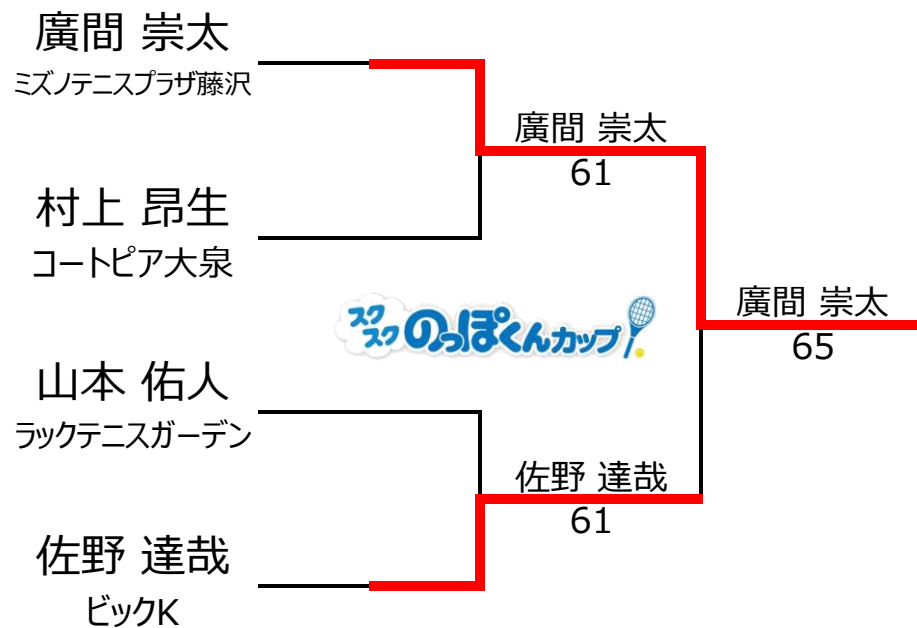 廣間 崇太
ミズノテニスプラザ藤沢
廣間 崇太
61
村上 昂生
コートピア大泉
スクスクのっぽくんカップ
廣間 崇太
65
山本 佑人
ラックテニスガーデン
佐野 達哉
61
佐野 達哉
ビックK